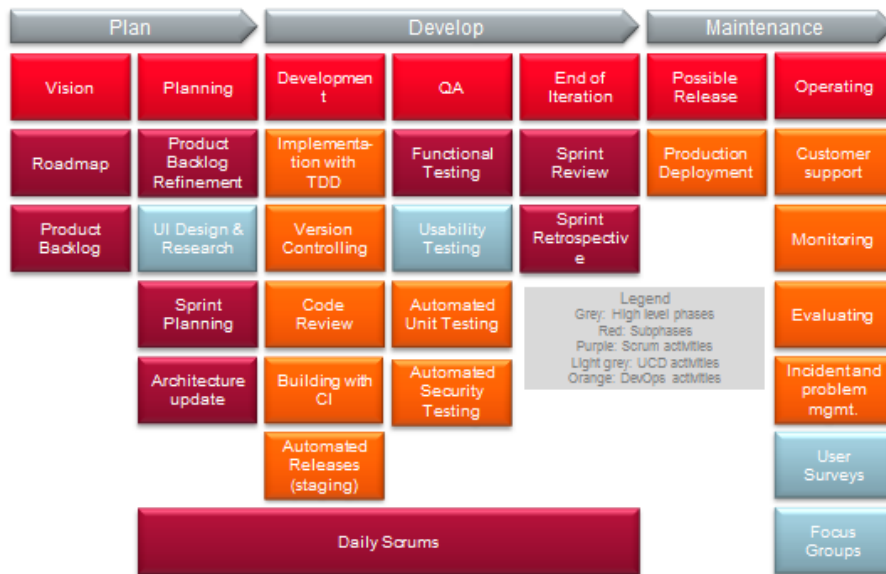 Plan
Develop
Maintenance
Vision
Planning
Developmen
t
QA
End of
Iteration
Possible
Release
Operating
Roadmap
Product
Backlog
Refinement
Implementa-
tion with
TDD
Functional
Testing
Sprint
Review
Production
Deployment
Customer
support
Product
Backlog
UI Design &
Research
Version
Controlling
Usability
Testing
Sprint
Retrospectiv
e
Monitoring
Sprint
Planning
Code
Review
Automated
Unit Testing
Legend
Grey: High level phases
Red: Subphases
Purple: Scrum activities
Light grey: UCD activities
Orange: DevOps activities
Evaluating
Architecture
update
Building with
CI
Automated
Security
Testing
Incident and
problem
mgmt.
Automated
Releases
(staging)
User
Surveys
Daily Scrums
Focus
Groups